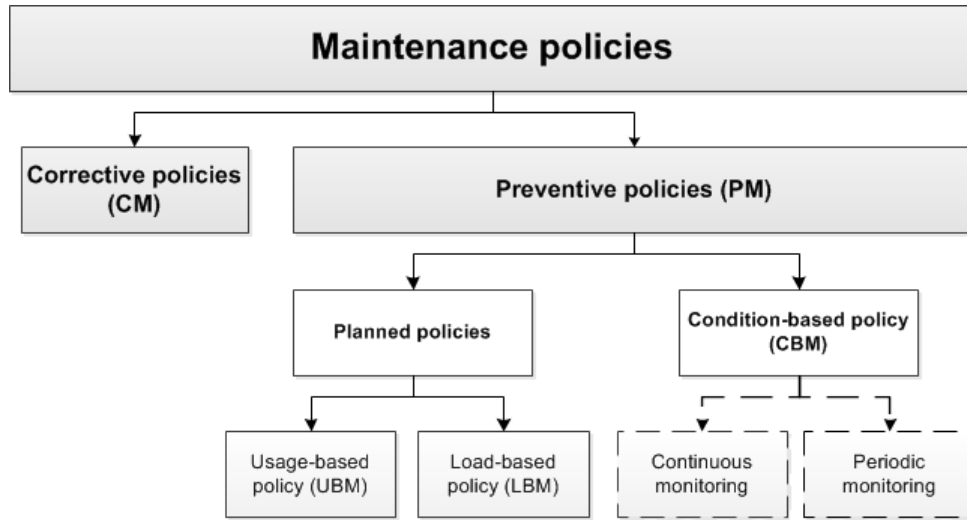 Maintenance policies
Corrective policies
(CM)
Preventive policies (PM)
Planned policies
Condition-based policy
(CBM)
Usage-based
policy (UBM)
Load-based
policy (LBM)
Continuous
monitoring
Periodic
monitoring